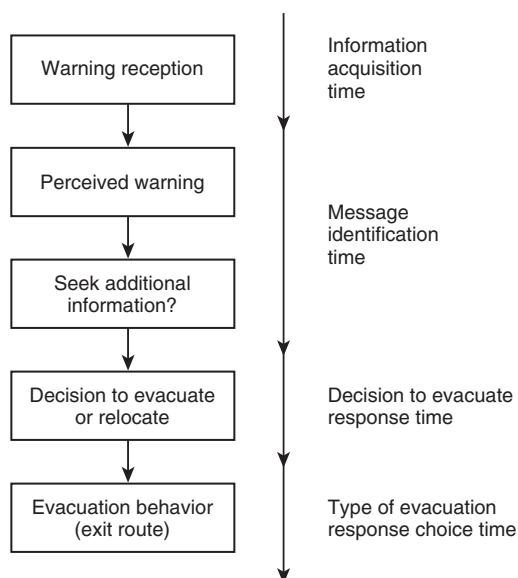 Warning reception
Information
acquisition
time
Perceived warning
Message
identification
time
Seek additional
information?
Decision to evacuate
or relocate
Decision to evacuate
response time
Evacuation behavior
(exit route)
Type of evacuation
response choice time